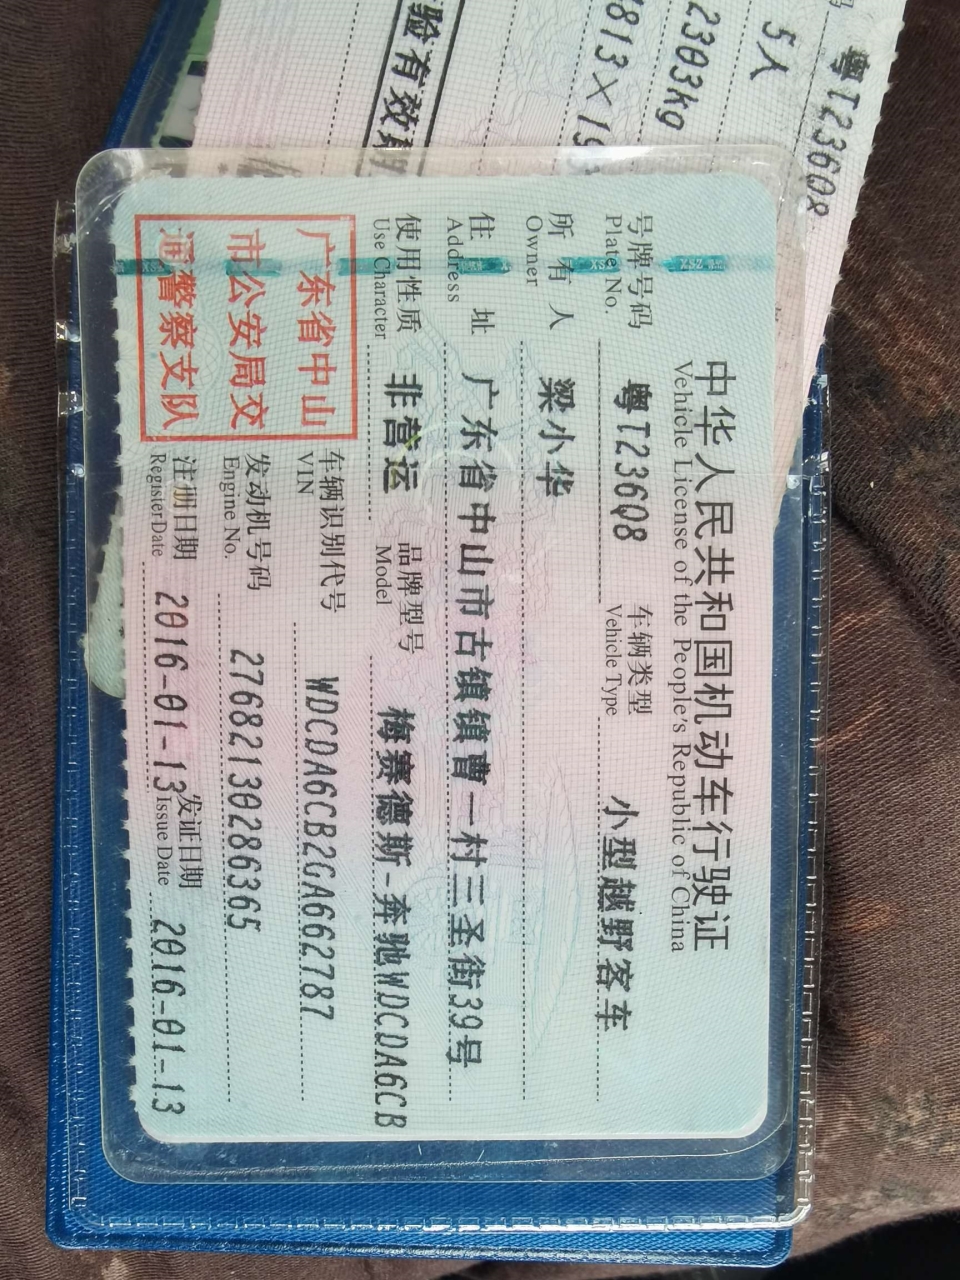 中华人民共和国机动车行驶证
Vehicle License of the People's Republic of China
号牌号码 粤T236Q8 车辆类型 小型越野客车
Plate No. Vehicle Type
所有人 梁小华
Owner
住址 广东省中山市古镇镇曹一村三圣街39号
Address
使用性质 非营运 品牌型号 梅赛德斯-奔驰WDCDA6CB
Use Character Model
广东省中山
市公安局交
通警察支队
车辆识别代号 WDCDA6CB2GA662787
VIN
发动机号码 27682130286365
Engine No.
注册日期 2016-01-13 发证日期 2016-01-13
Register Date Issue Date
粤T236Q8
5人
2303kg
验有效期